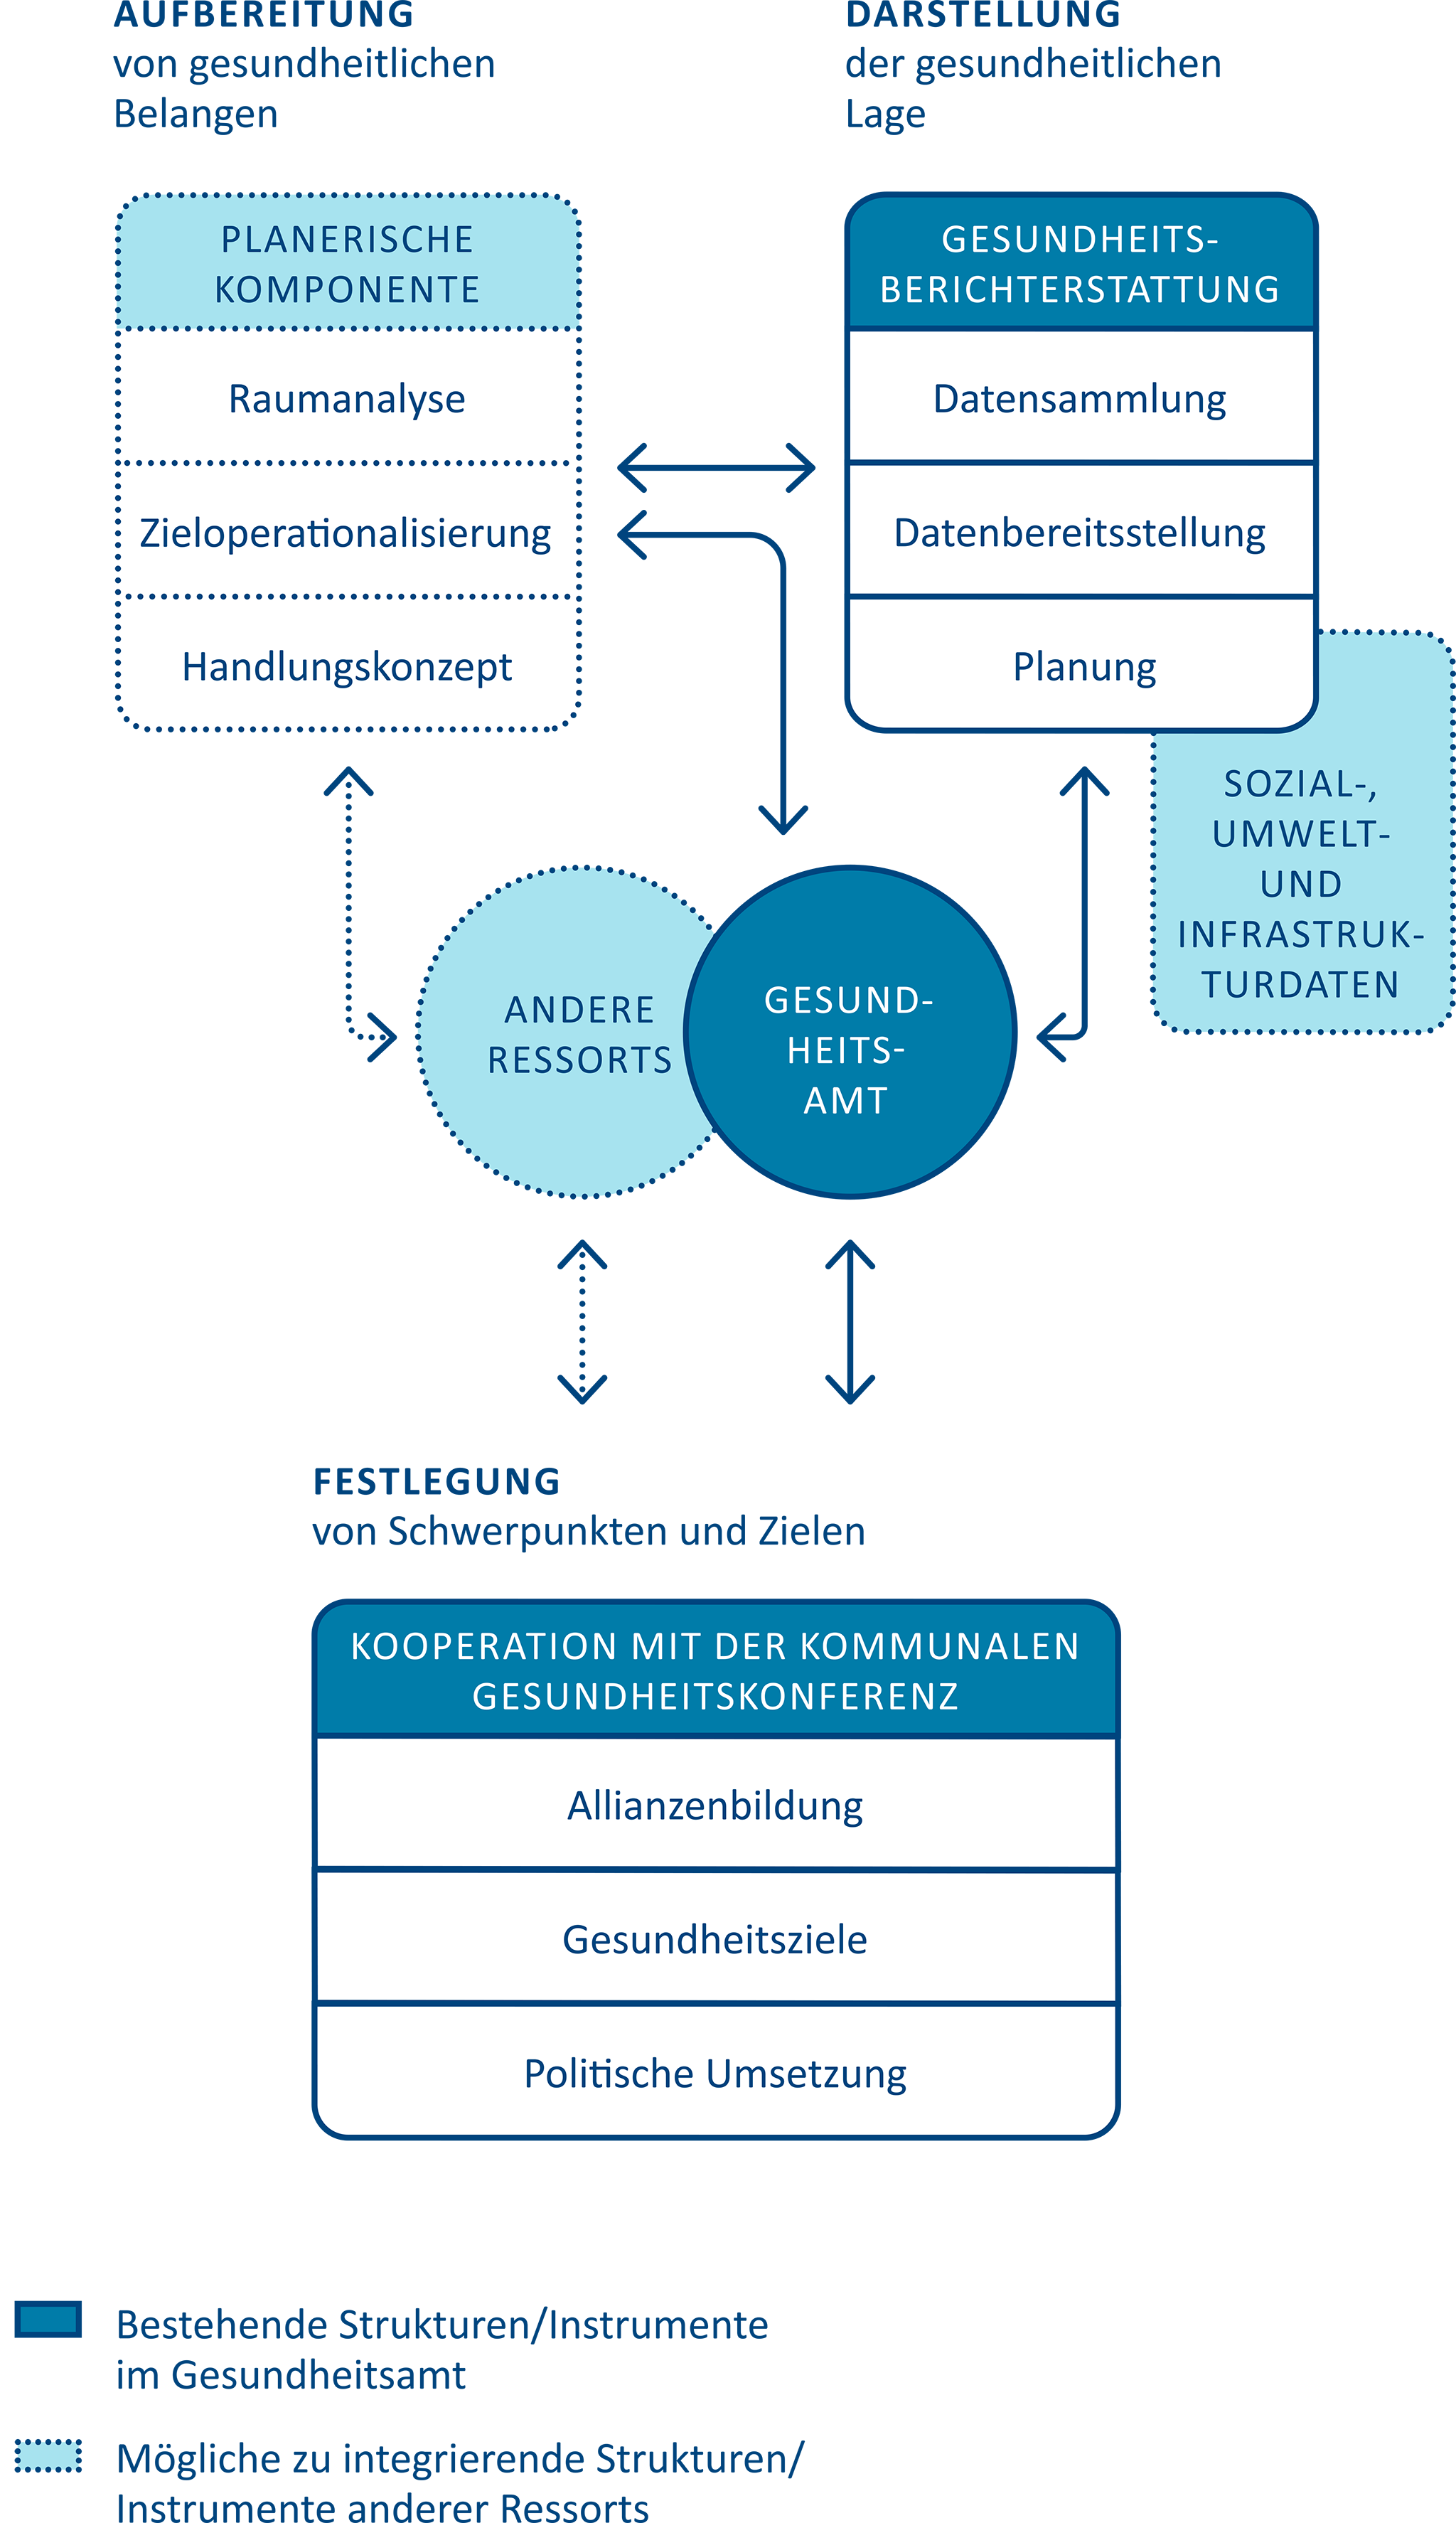 AUFBEREITUNG
von gesundheitlichen
Belangen
DARSTELLUNG
der gesundheitlichen
Lage
PLANERISCHE
KOMPONENTE
Raumanalyse
Zieloperationalisierung
Handlungskonzept
GESUNDHEITS-
BERICHTERSTATTUNG
Datensammlung
Datenbereitsstellung
Planung
SOZIAL-,
UMWELT-
UND
INFRASTRUK-
TURDATEN
ANDERE
RESSORTS
GESUND-
HEITS-
AMT
FESTLEGUNG
von Schwerpunkten und Zielen
KOOPERATION MIT DER KOMMUNALEN
GESUNDHEITSKONFERENZ
Allianzenbildung
Gesundheitsziele
Politische Umsetzung
Bestehende Strukturen/Instrumente
im Gesundheitsamt
Mögliche zu integrierende Strukturen/
Instrumente anderer Ressorts